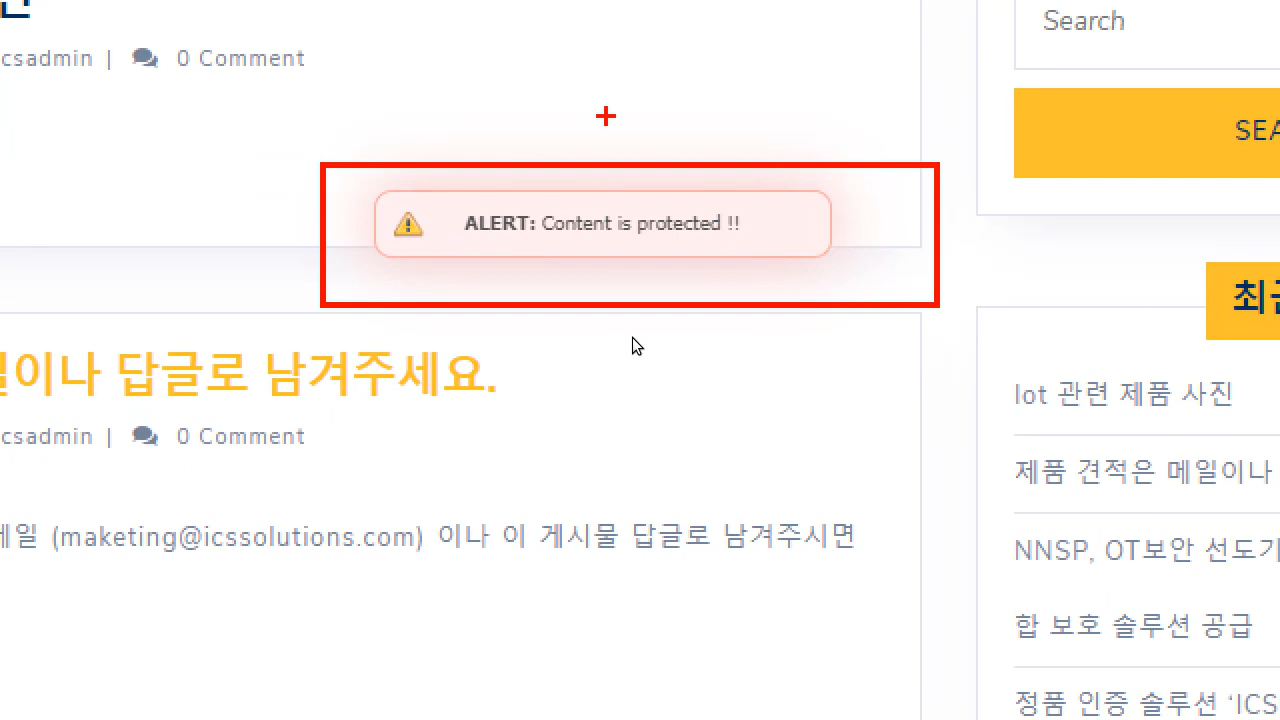 csadmin | 0 Comment
ALERT: Content is protected !!
이나 답글로 남겨주세요.
csadmin | 0 Comment
메일 (maketing@icssolutions.com) 이나 이 게시물 답글로 남겨주시면
Search
SEA
최근
Iot 관련 제품 사진
제품 견적은 메일이나
NNSP, OT보안 선도기
합 보호 솔루션 공급
정품 인증 솔루션 ‘ICS